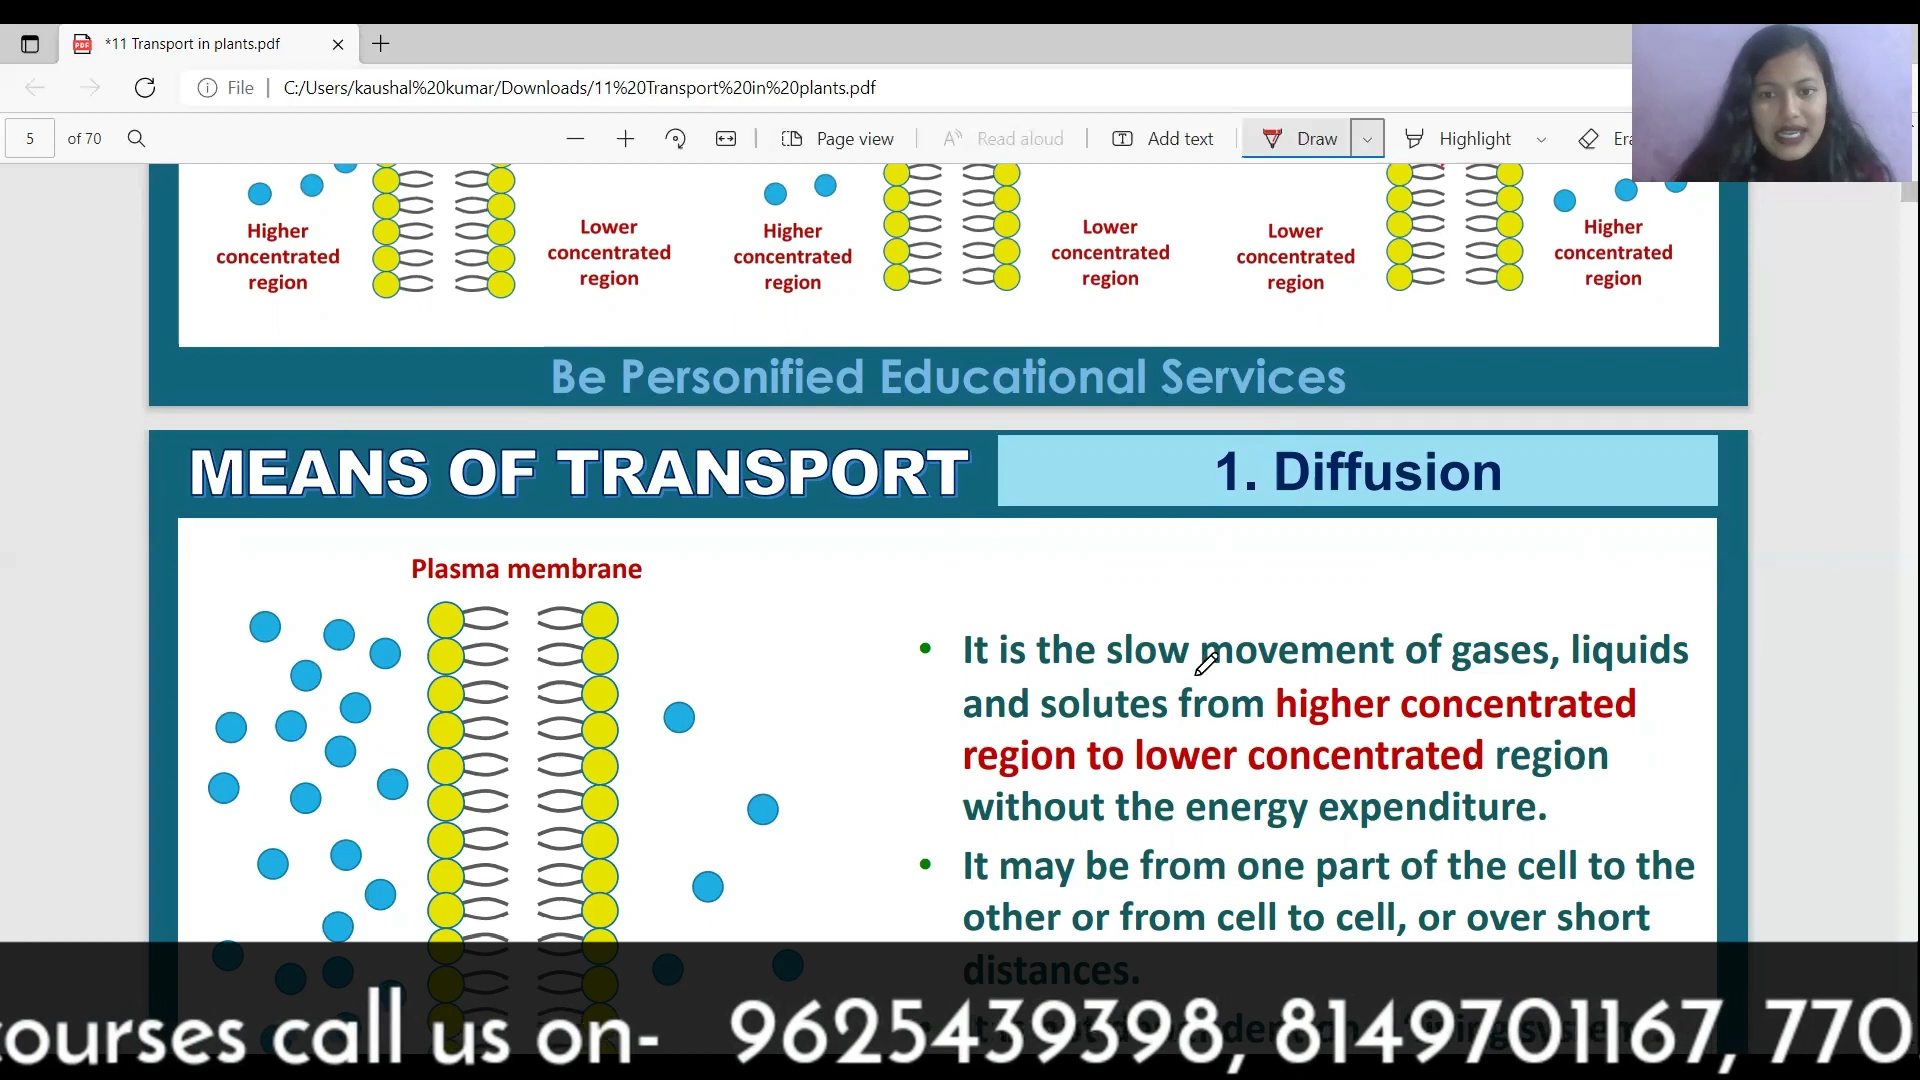 *11 Transport in plants.pdf
File
C:/Users/kaushal%20kumar/Downloads/11%20Transport%20in%20plants.pdf
5 of 70
Page view
Read aloud
Add text
Draw
Highlight
Higher
concentrated
region
Lower
concentrated
region
Higher
concentrated
region
Lower
concentrated
region
Lower
concentrated
region
Higher
concentrated
region
Be Personified Educational Services
MEANS OF TRANSPORT
1. Diffusion
Plasma membrane
• It is the slow movement of gases, liquids
and solutes from higher concentrated
region to lower concentrated region
without the energy expenditure.
• It may be from one part of the cell to the
other or from cell to cell, or over short
distances.
courses call us on- 9625439398, 8149701167, 770